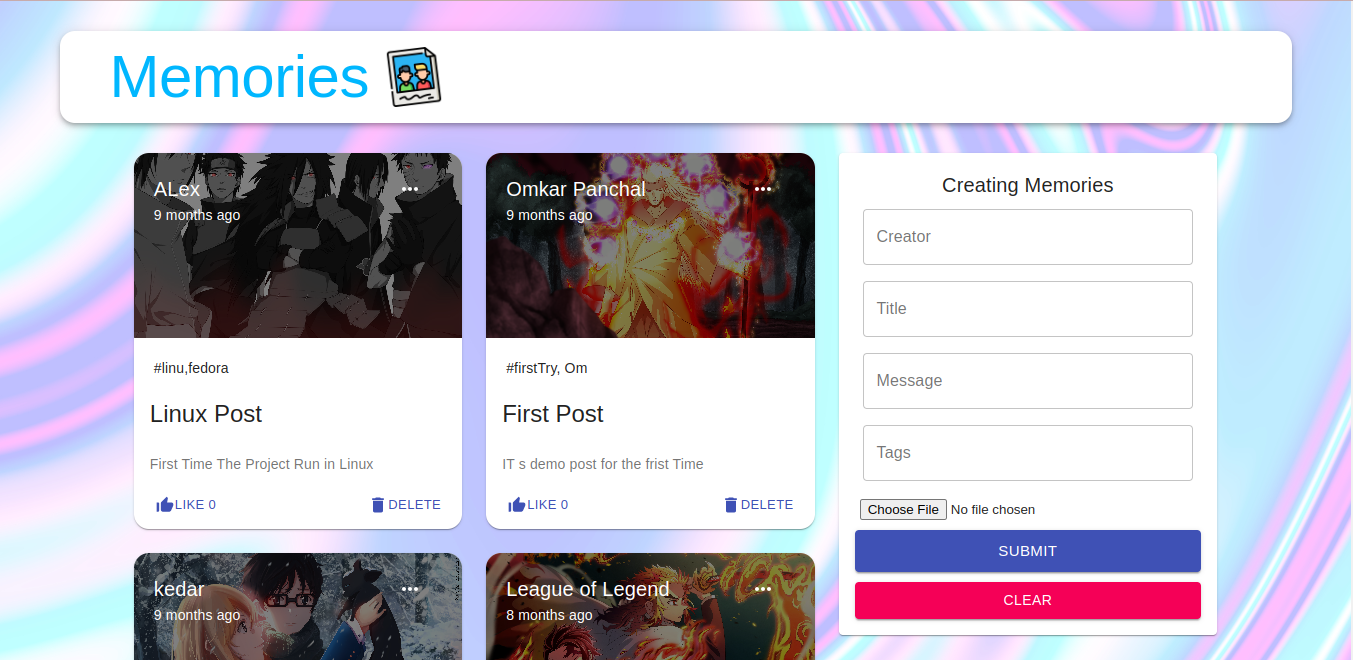 Memories
ALex
9 months ago
#linu,fedora
Linux Post
First Time The Project Run in Linux
LIKE 0
DELETE
Omkar Panchal
9 months ago
#firstTry, Om
First Post
IT s demo post for the frist Time
LIKE 0
DELETE
kedar
9 months ago
League of Legend
8 months ago
Creating Memories
Creator
Title
Message
Tags
Choose File No file chosen
SUBMIT
CLEAR